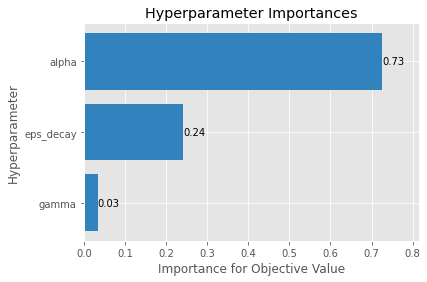 Hyperparameter Importances
Hyperparameter
alpha
0.73
eps_decay
0.24
gamma
0.03
0.0 0.1 0.2 0.3 0.4 0.5 0.6 0.7 0.8
Importance for Objective Value